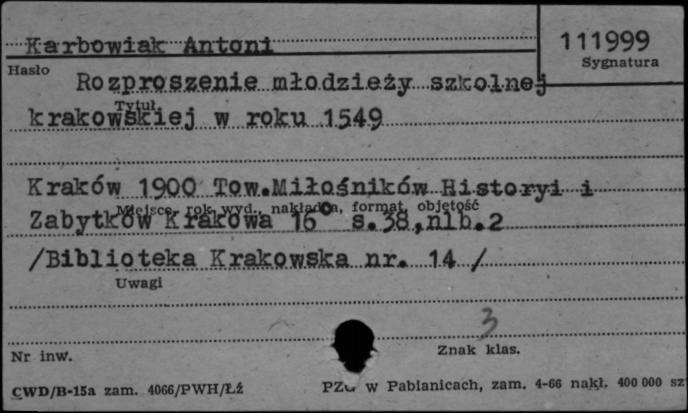 Karbowiak Antoni
111999
Hasło
Sygnatura
Rozproszenie młodzieży szkolnej
Tytuł
krakowskiej w roku 1549
Kraków 1900 Tow.Miłośników Historyi i
Miejsce, rok wyd., nakładca, format, objętość
Zabytków Krakowa 16° s.38,nlb.2
/Biblioteka Krakowska nr. 14 /
Uwagi
3
Nr inw.
Znak klas.
CWD/B-15a zam. 4066/PWH/Łź
PZG w Pabianicach, zam. 4-66 nakł. 400 000 sz